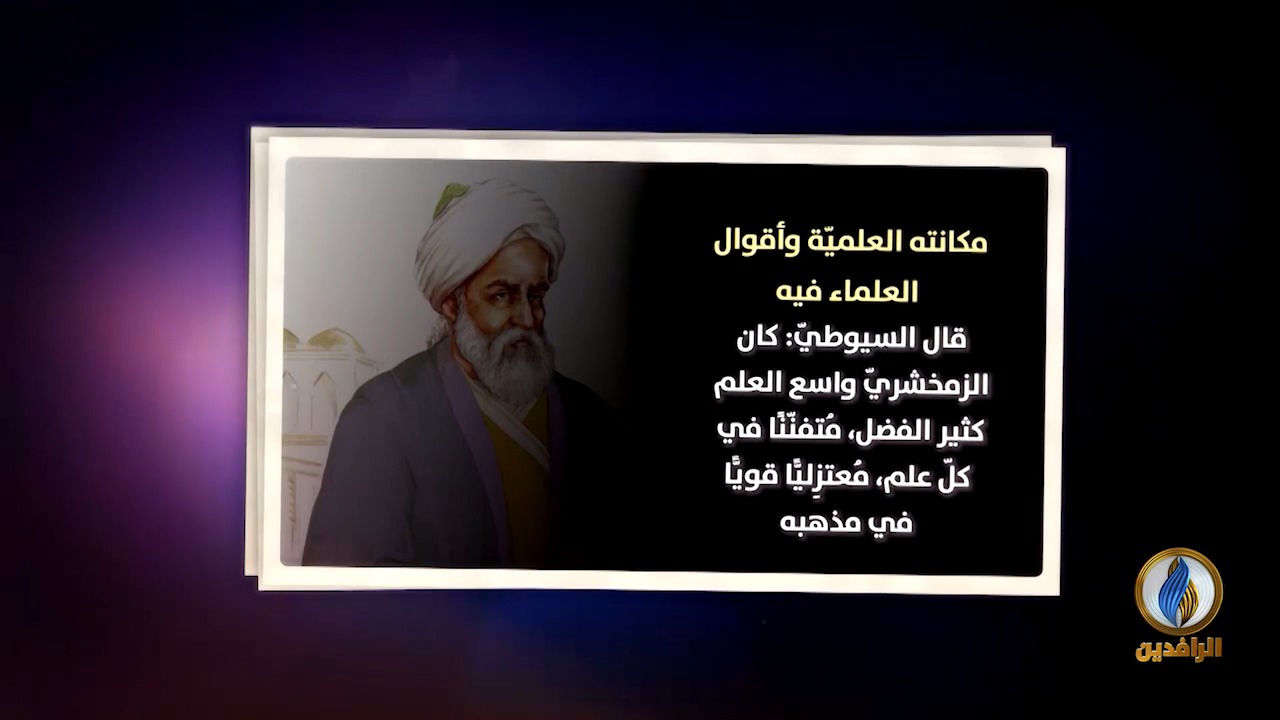 مكانته العلميّة وأقوال
العلماء فيه
قال السيوطيّ: كان
الزمخشريّ واسع العلم
كثير الفضل، مُتفنّنًا في
كلّ علم، مُعتزِليًّا قويًّا
في مذهبه
الرافدين